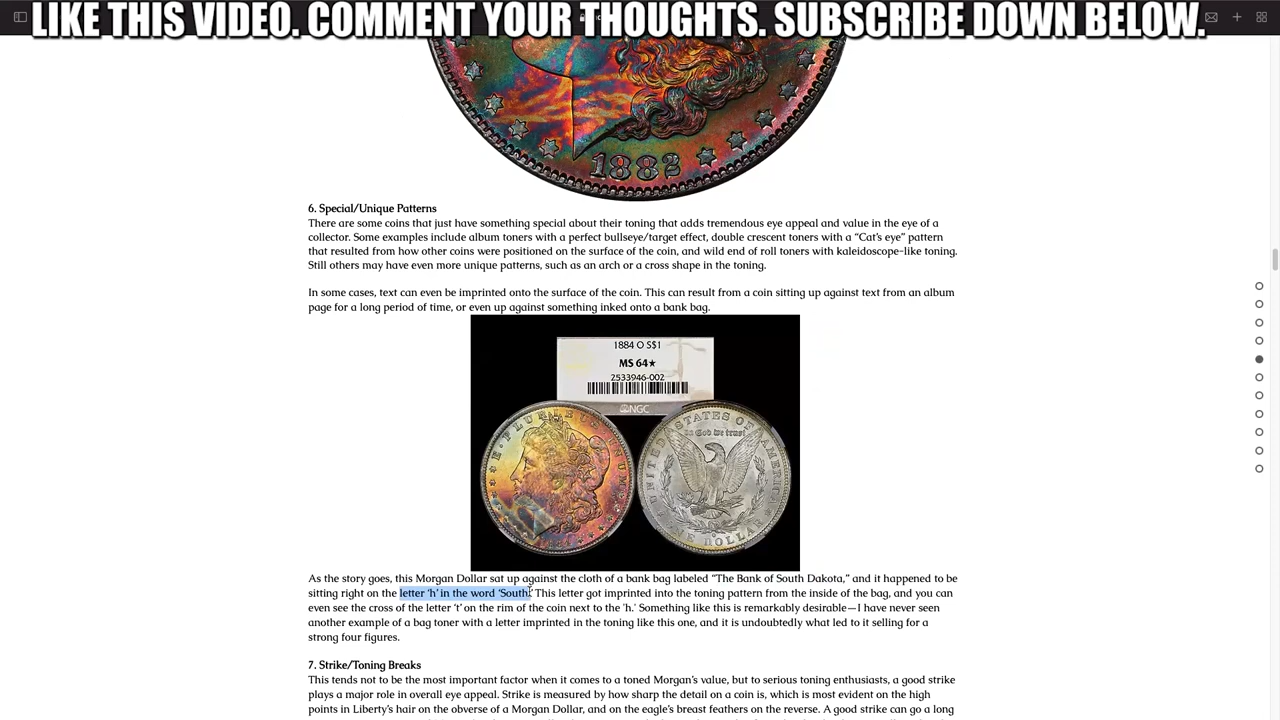 LIKE THIS VIDEO. COMMENT YOUR THOUGHTS. SUBSCRIBE DOWN BELOW.
1882
6. Special/Unique Patterns
There are some coins that just have something special about their toning that adds tremendous eye appeal and value in the eye of a
collector. Some examples include album toners with a perfect bullseye/target effect, double crescent toners with a “Cat's eye” pattern
that resulted from how other coins were positioned on the surface of the coin, and wild end of roll toners with kaleidoscope-like toning.
Still others may have even more unique patterns, such as an arch or a cross shape in the toning.
In some cases, text can even be imprinted onto the surface of the coin. This can result from a coin sitting up against text from an album
page for a long period of time, or even up against something inked onto a bank bag.
1884 O S$1
MS 64★
2533946-002
NGC
E·PLURIBUS UNUM
UNITED STATES OF AMERICA
In God we trust
ONE DOLLAR
As the story goes, this Morgan Dollar sat up against the cloth of a bank bag labeled “The Bank of South Dakota,” and it happened to be
sitting right on the letter ‘h’ in the word ‘South.’ This letter got imprinted into the toning pattern from the inside of the bag, and you can
even see the cross of the letter ‘t’ on the rim of the coin next to the 'h.' Something like this is remarkably desirable—I have never seen
another example of a bag toner with a letter imprinted in the toning like this one, and it is undoubtedly what led to it selling for a
strong four figures.
7. Strike/Toning Breaks
This tends not to be the most important factor when it comes to a toned Morgan's value, but to serious toning enthusiasts, a good strike
plays a major role in overall eye appeal. Strike is measured by how sharp the detail on a coin is, which is most evident on the high
points in Liberty's hair on the obverse of a Morgan Dollar, and on the eagle's breast feathers on the reverse. A good strike can go a long